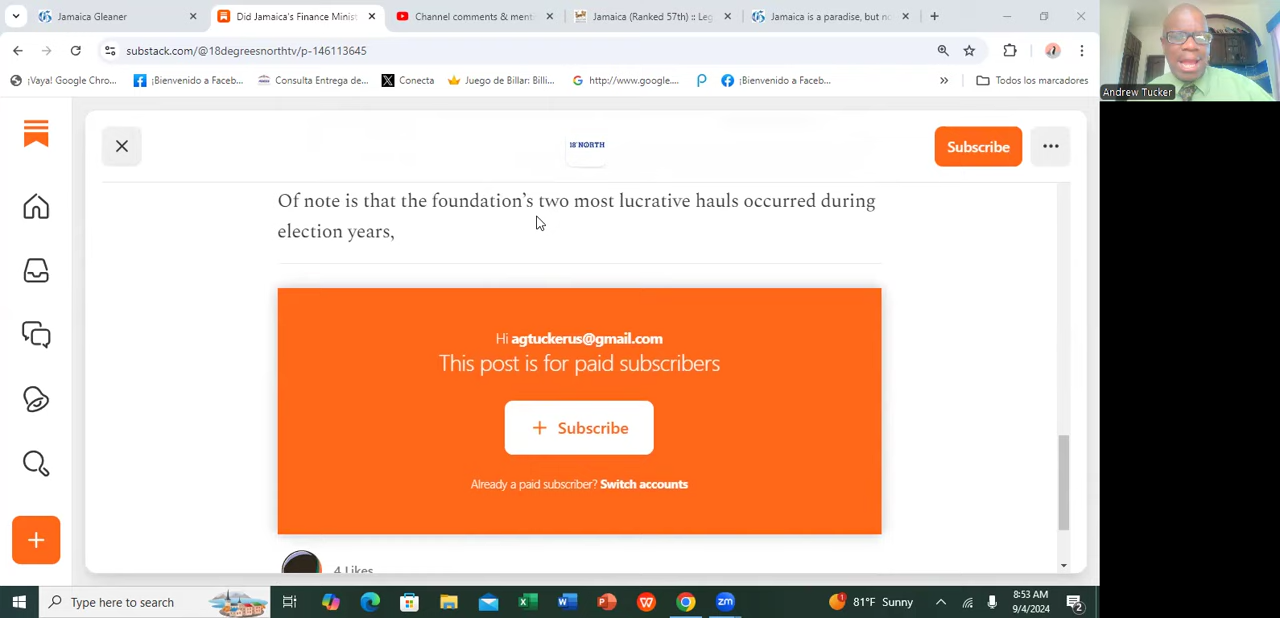 Jamaica Gleaner
Did Jamaica's Finance Minist
Channel comments & ment
Jamaica (Ranked 57th) :: Leg
Jamaica is a paradise, but no
substack.com/@18degreesnorthtv/p-146113645
¡Vaya! Google Chro...
¡Bienvenido a Faceb...
Consulta Entrega de...
Conecta
Juego de Billar: Billi...
http://www.google....
¡Bienvenido a Faceb...
»
Todos los marcadores
Andrew Tucker
18°NORTH
Subscribe
Of note is that the foundation's two most lucrative hauls occurred during
election years,
Hi agtuckerus@gmail.com
This post is for paid subscribers
+ Subscribe
Already a paid subscriber? Switch accounts
4 Likes
Type here to search
81°F Sunny
8:53 AM
9/4/2024
2